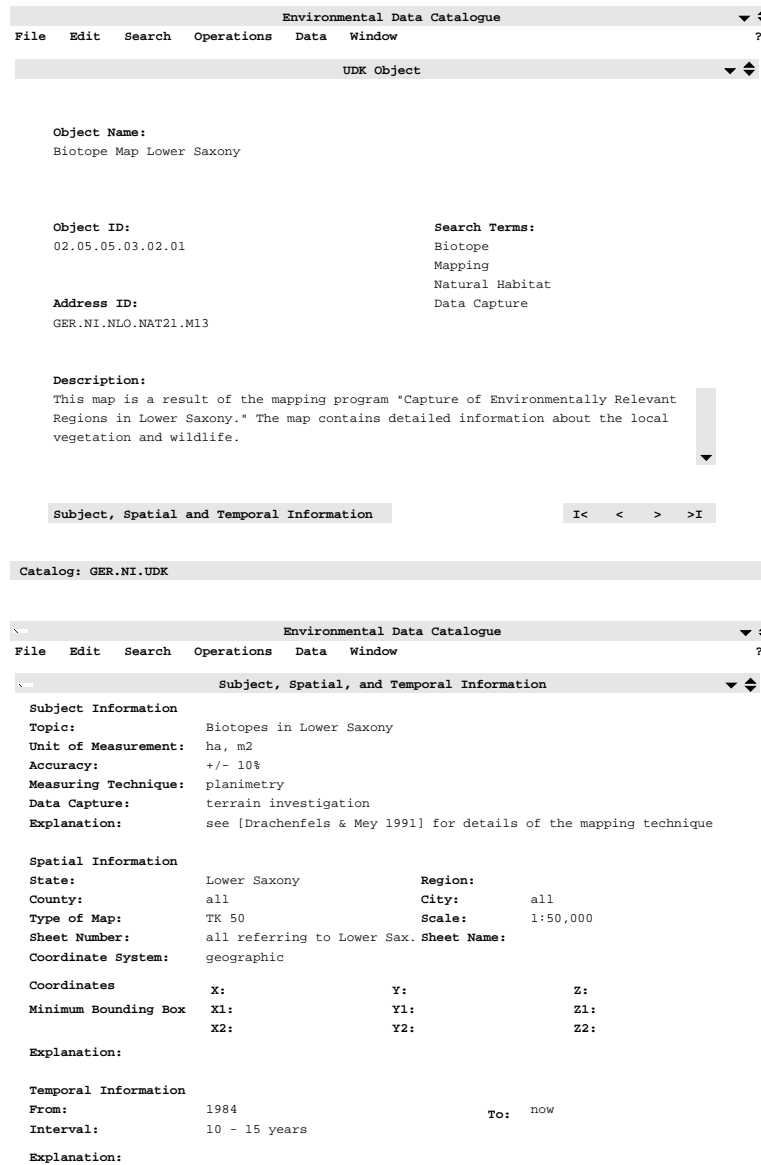 Environmental Data Catalogue
File Edit Search Operations Data Window ?
UDK Object
Object Name:
Biotope Map Lower Saxony
Object ID: Search Terms:
02.05.05.03.02.01 Biotope
Mapping
Natural Habitat
Address ID: Data Capture
GER.NI.NLO.NAT21.M13
Description:
This map is a result of the mapping program "Capture of Environmentally Relevant
Regions in Lower Saxony." The map contains detailed information about the local
vegetation and wildlife.
Subject, Spatial and Temporal Information I< < > >I
Catalog: GER.NI.UDK
Environmental Data Catalogue
File Edit Search Operations Data Window ?
Subject, Spatial, and Temporal Information
Subject Information
Topic: Biotopes in Lower Saxony
Unit of Measurement: ha, m2
Accuracy: +/- 10%
Measuring Technique: planimetry
Data Capture: terrain investigation
Explanation: see [Drachenfels & Mey 1991] for details of the mapping technique
Spatial Information
State: Lower Saxony Region:
County: all City: all
Type of Map: TK 50 Scale: 1:50,000
Sheet Number: all referring to Lower Sax. Sheet Name:
Coordinate System: geographic
Coordinates X: Y: Z:
Minimum Bounding Box X1: Y1: Z1:
X2: Y2: Z2:
Explanation:
Temporal Information
From: 1984 To: now
Interval: 10 - 15 years
Explanation: